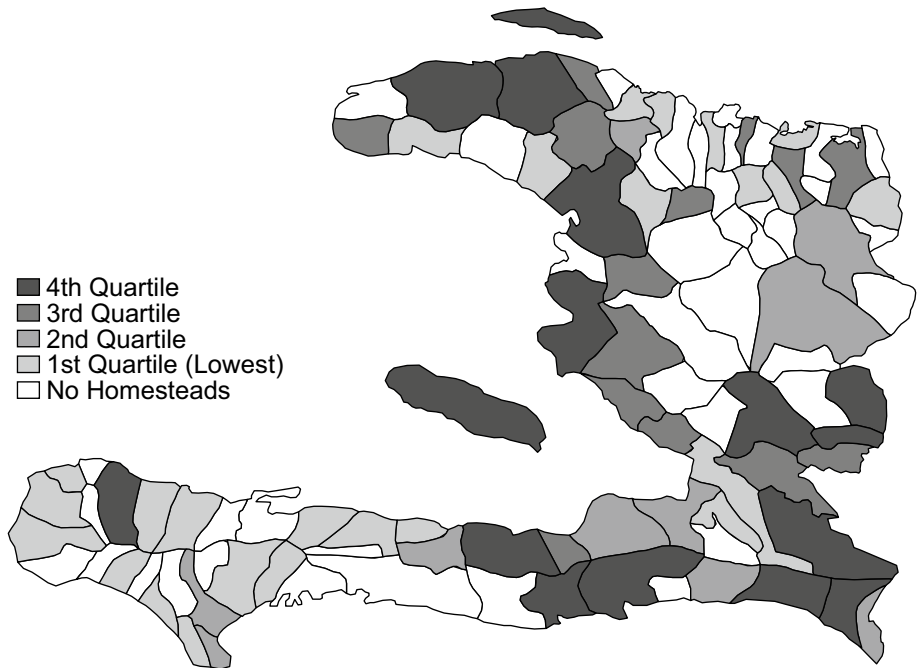 4th Quartile
3rd Quartile
2nd Quartile
1st Quartile (Lowest)
No Homesteads